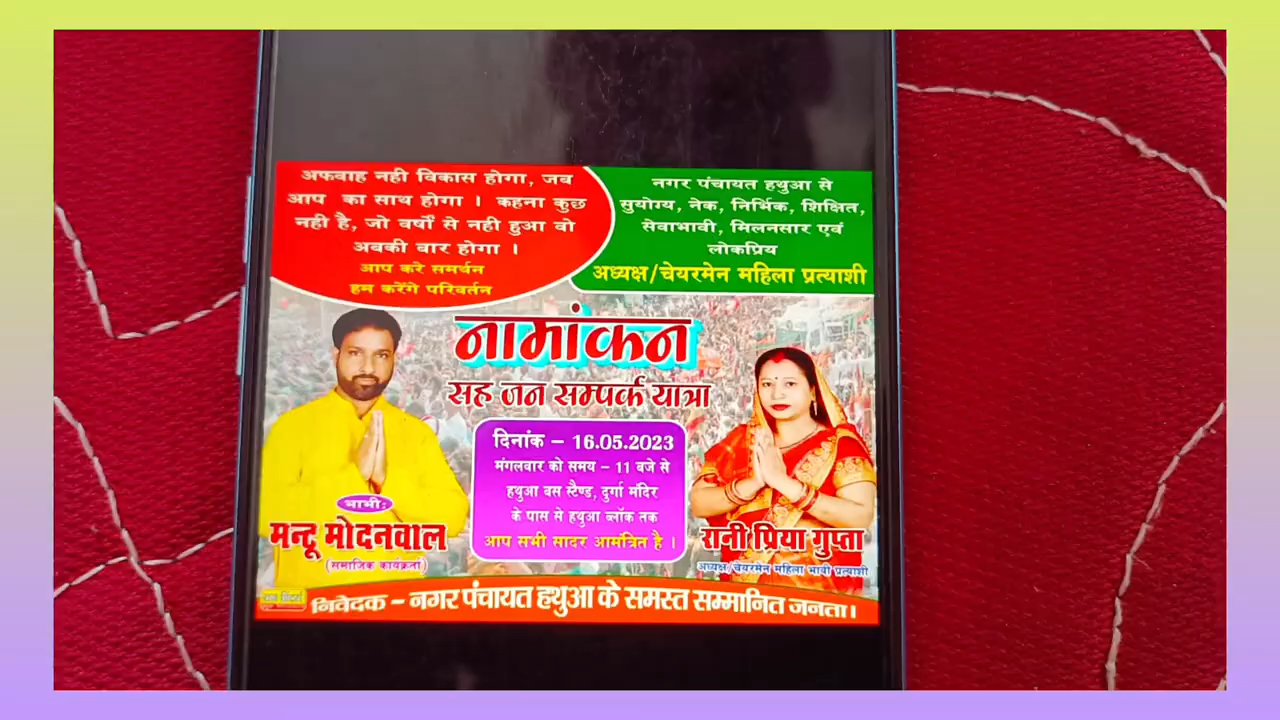 अफवाह नही विकास होगा, जब
आप का साथ होगा । कहना कुछ
नही है, जो वर्षों से नही हुआ वो
अबकी बार होगा ।
आप करे समर्थन
हम करेंगे परिवर्तन
नगर पंचायत हथुआ से
सुयोग्य, नेक, निर्भिक, शिक्षित,
सेवाभावी, मिलनसार एवं
लोकप्रिय
अध्यक्ष/चेयरमेन महिला प्रत्याशी
नामांकन
सह जन सम्पर्क यात्रा
दिनांक – 16.05.2023
मंगलवार को समय – 11 बजे से
हथुआ बस स्टैण्ड, दुर्गा मंदिर
के पास से हथुआ ब्लॉक तक
आप सभी सादर आमंत्रित है ।
भाभी:
मन्टू मोदनवाल
(समाजिक कार्यकर्ता)
रानी प्रिया गुप्ता
अध्यक्ष/चेयरमेन महिला भावी प्रत्याशी
निवेदक – नगर पंचायत हथुआ के समस्त सम्मानित जनता।